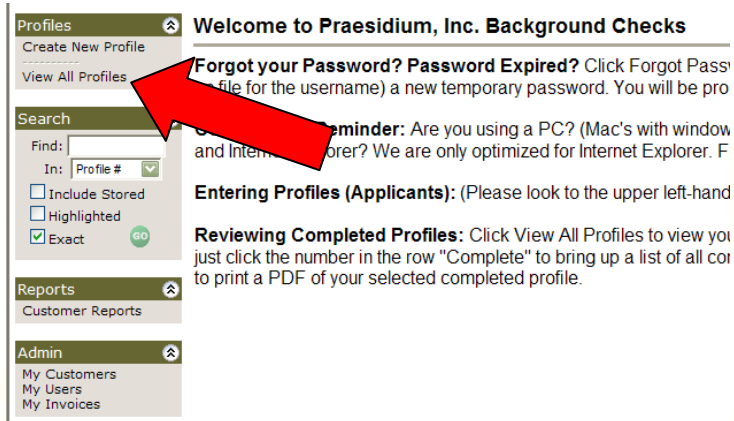 Profiles
Create New Profile
----------
View All Profiles
Search
Find:
In: Profile #
Include Stored
Highlighted
Exact GO
Reports
Customer Reports
Admin
My Customers
My Users
My Invoices
Welcome to Praesidium, Inc. Background Checks
Forgot your Password? Password Expired? Click Forgot Pass
file for the username) a new temporary password. You will be pro
Reminder: Are you using a PC? (Mac's with window
and We are only optimized for Internet Explorer. F
Entering Profiles (Applicants): (Please look to the upper left-hand
Reviewing Completed Profiles: Click View All Profiles to view you
just click the number in the row "Complete" to bring up a list of all cor
to print a PDF of your selected completed profile.